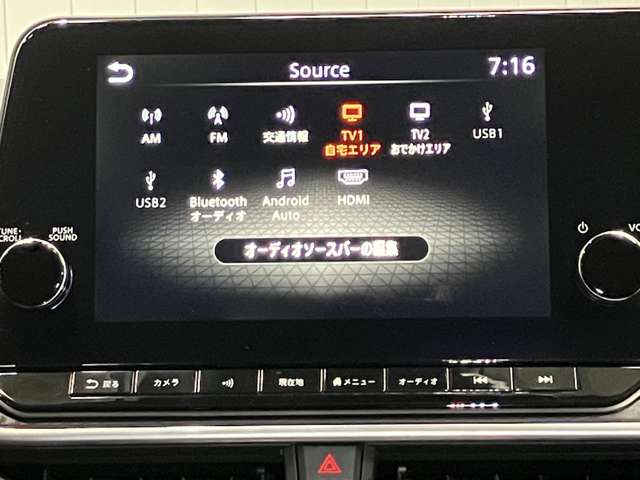 Source
7:16
AM
FM
交通情報
TV1
自宅エリア
TV2
おでかけエリア
USB1
USB2
Bluetooth
オーディオ
Android
Auto
HDMI
オーディオソースバーの編集
TUNE·
SCROLL
PUSH
SOUND
戻る
カメラ
現在地
メニュー
オーディオ